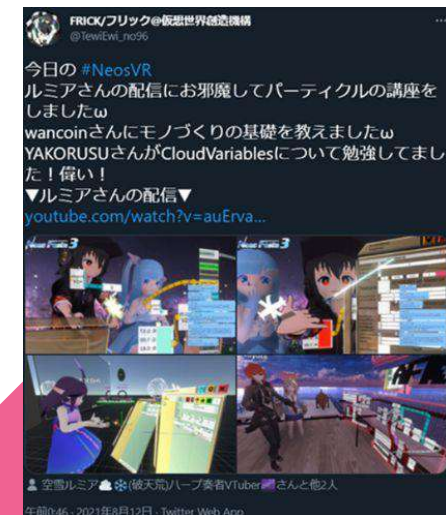 FRICK/フリック@仮想世界創造機構
@TewiEwi_no96
今日の #NeosVR
ルミアさんの配信にお邪魔してパーティクルの講座を
しましたω
wancoinさんにモノづくりの基礎を教えましたω
YAKORUSUさんがCloudVariablesについて勉強してまし
た！偉い！
▼ルミアさんの配信▼
youtube.com/watch?v=auErva...
空雪ルミア☁❄(破天荒)ハープ奏者VTuberさんと他2人
午前0:46 · 2021年8月12日 · Twitter Web App